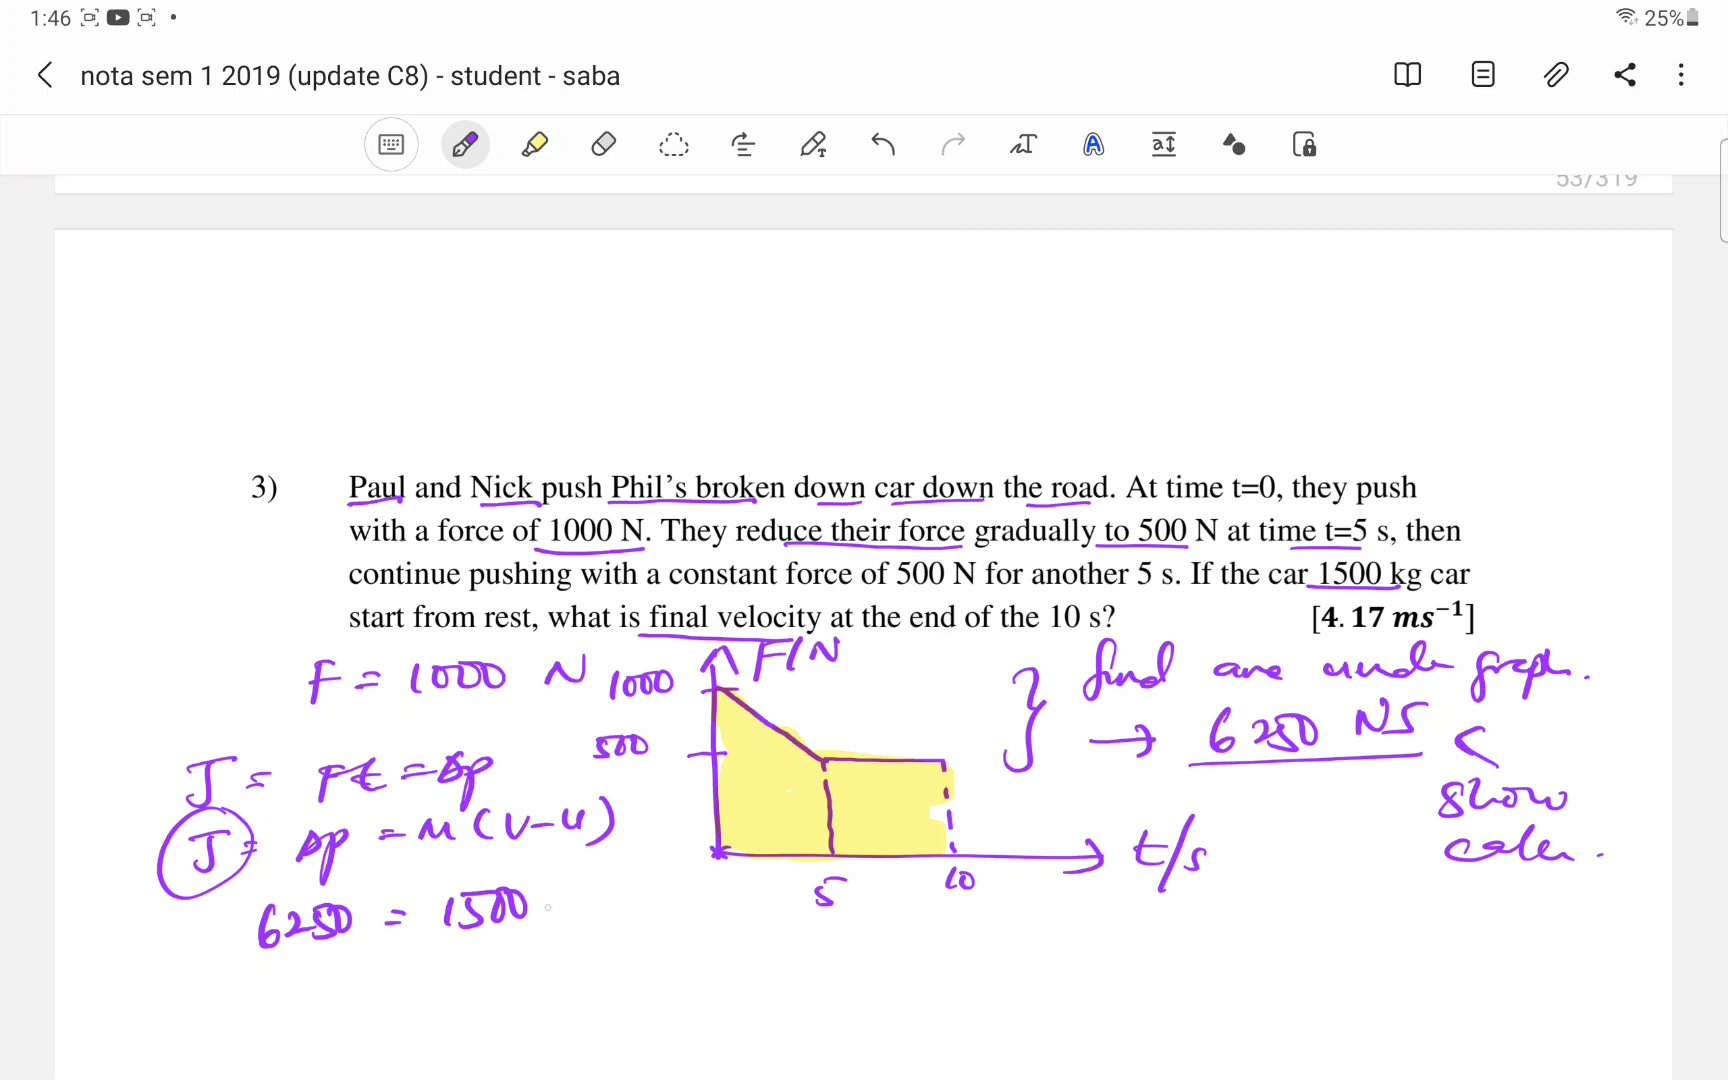 1:46
25%
nota sem 1 2019 (update C8) - student - saba
53/319
3) Paul and Nick push Phil's broken down car down the road. At time t=0, they push
with a force of 1000 N. They reduce their force gradually to 500 N at time t=5 s, then
continue pushing with a constant force of 500 N for another 5 s. If the car 1500 kg car
start from rest, what is final velocity at the end of the 10 s? [4.17 ms⁻¹]
F = 1000 N
1000
F/N
500
find are under graph.
→ 6250 NS
show
J = Ft = Δp
J = Δp = M(V-U)
t/s
5
10
6250 = 1500